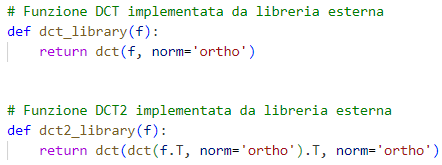 # Funzione DCT implementata da libreria esterna
def dct_library(f):
    return dct(f, norm='ortho')
# Funzione DCT2 implementata da libreria esterna
def dct2_library(f):
    return dct(dct(f.T, norm='ortho').T, norm='ortho')